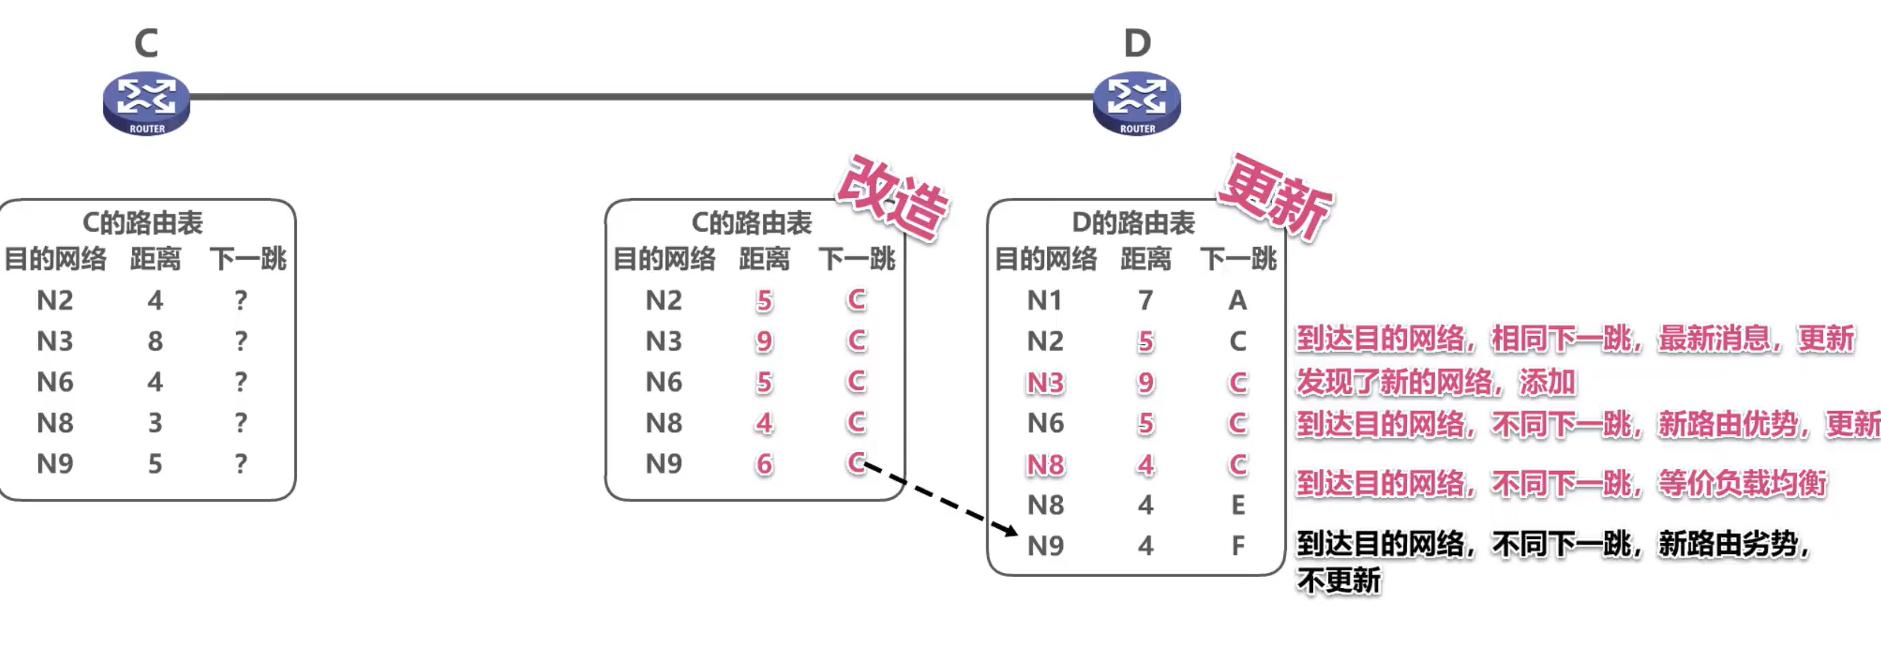 C
D
ROUTER
ROUTER
改造
更新
C的路由表
目的网络 距离 下一跳
N2 4 ?
N3 8 ?
N6 4 ?
N8 3 ?
N9 5 ?
C的路由表
目的网络 距离 下一跳
N2 5 C
N3 9 C
N6 5 C
N8 4 C
N9 6 C
D的路由表
目的网络 距离 下一跳
N1 7 A
N2 5 C
N3 9 C
N6 5 C
N8 4 C
N8 4 E
N9 4 F
到达目的网络，相同下一跳，最新消息，更新
发现了新的网络，添加
到达目的网络，不同下一跳，新路由优势，更新
到达目的网络，不同下一跳，等价负载均衡
到达目的网络，不同下一跳，新路由劣势，
不更新